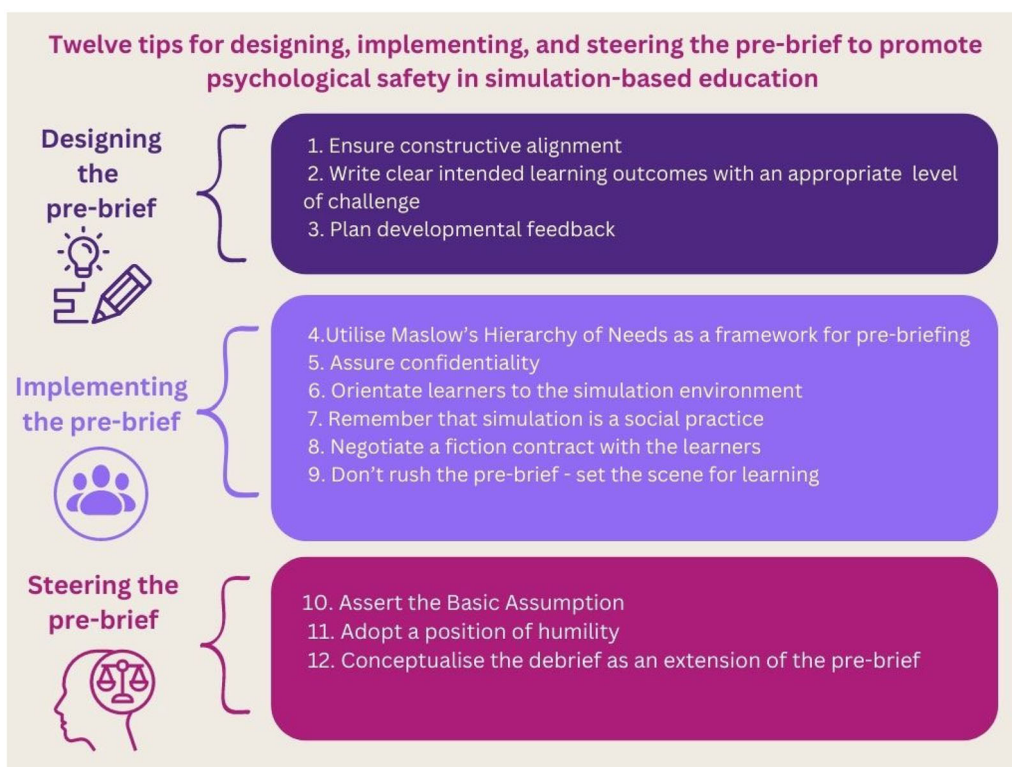 Twelve tips for designing, implementing, and steering the pre-brief to promote
psychological safety in simulation-based education
Designing
the
pre-brief
1. Ensure constructive alignment
2. Write clear intended learning outcomes with an appropriate level
of challenge
3. Plan developmental feedback
Implementing
the pre-brief
4.Utilise Maslow’s Hierarchy of Needs as a framework for pre-briefing
5. Assure confidentiality
6. Orientate learners to the simulation environment
7. Remember that simulation is a social practice
8. Negotiate a fiction contract with the learners
9. Don’t rush the pre-brief - set the scene for learning
Steering the
pre-brief
10. Assert the Basic Assumption
11. Adopt a position of humility
12. Conceptualise the debrief as an extension of the pre-brief